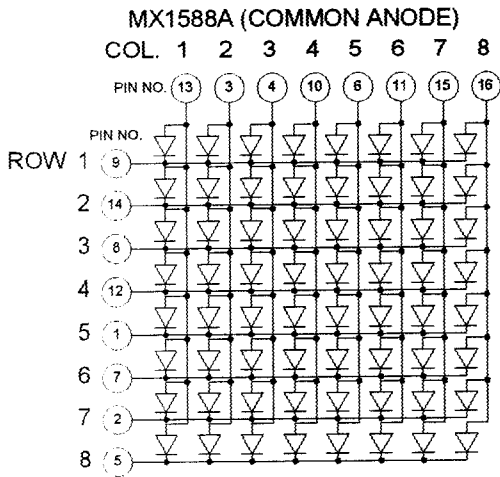 MX1588A (COMMON ANODE)
COL. 1 2 3 4 5 6 7 8
PIN NO. 13 3 4 10 6 11 15 16
PIN NO.
ROW 1 9
2 14
3 8
4 12
5 1
6 7
7 2
8 5